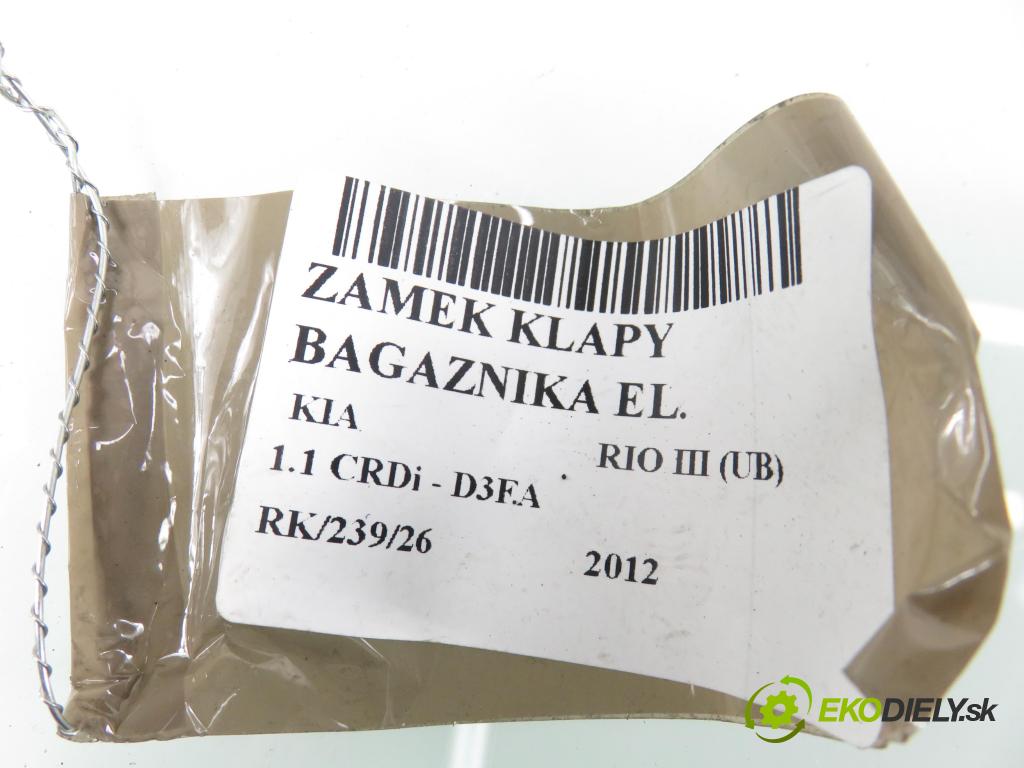 ZAMEK KLAPY
BAGAZNIKA EL.
KIA RIO III (UB)
1.1 CRDi - D3FA
RK/239/26 2012
EKODIELY.sk